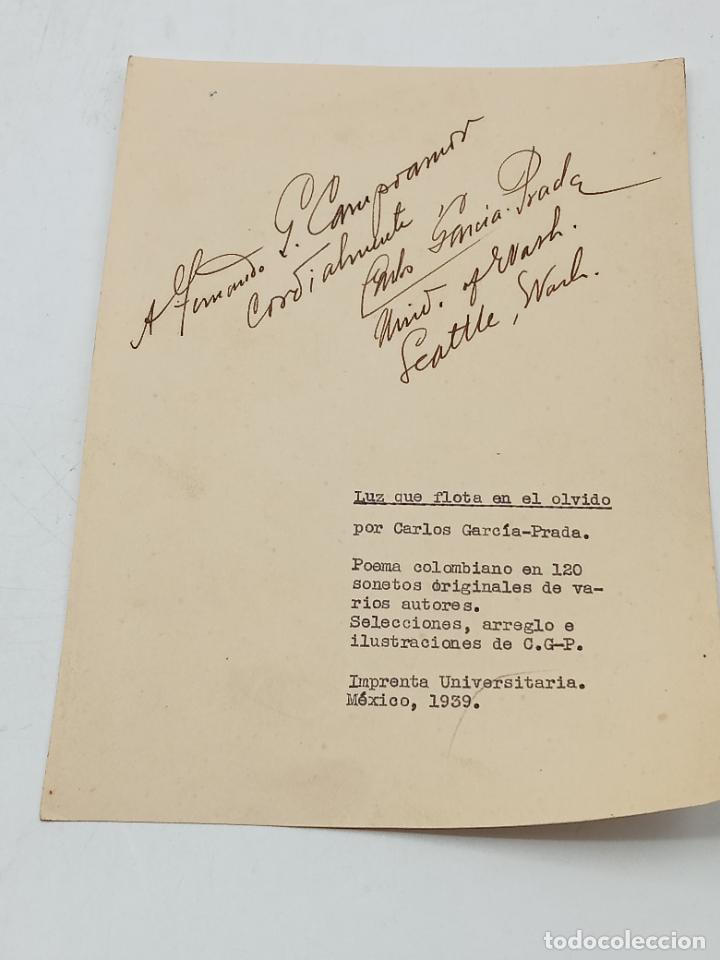 A Fernando G. Campoamor
Cordialmente
Carlos García-Prada
Univ. of Wash.
Seattle, Wash.
Luz que flota en el olvido
por Carlos García-Prada.
Poema colombiano en 120
sonetos originales de va-
rios autores.
Selecciones, arreglo e
ilustraciones de C.G-P.
Imprenta Universitaria.
México, 1939.
todocoleccion